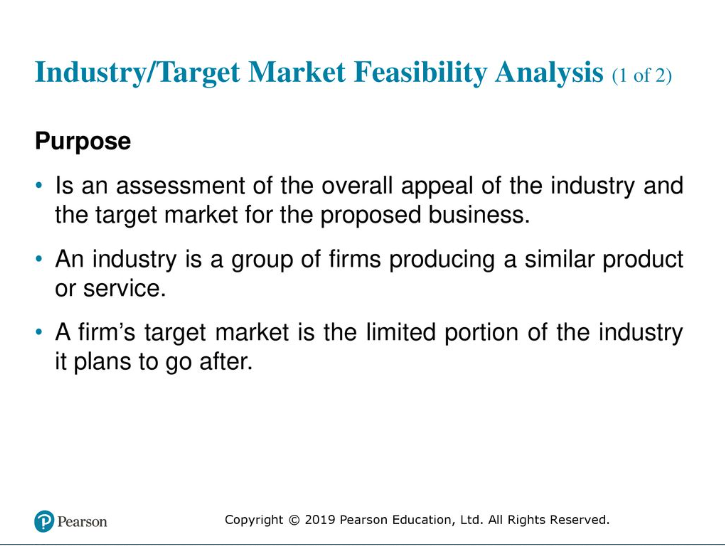 Industry/Target Market Feasibility Analysis (1 of 2)
Purpose
• Is an assessment of the overall appeal of the industry and
the target market for the proposed business.
• An industry is a group of firms producing a similar product
or service.
• A firm’s target market is the limited portion of the industry
it plans to go after.
P Pearson
Copyright © 2019 Pearson Education, Ltd. All Rights Reserved.